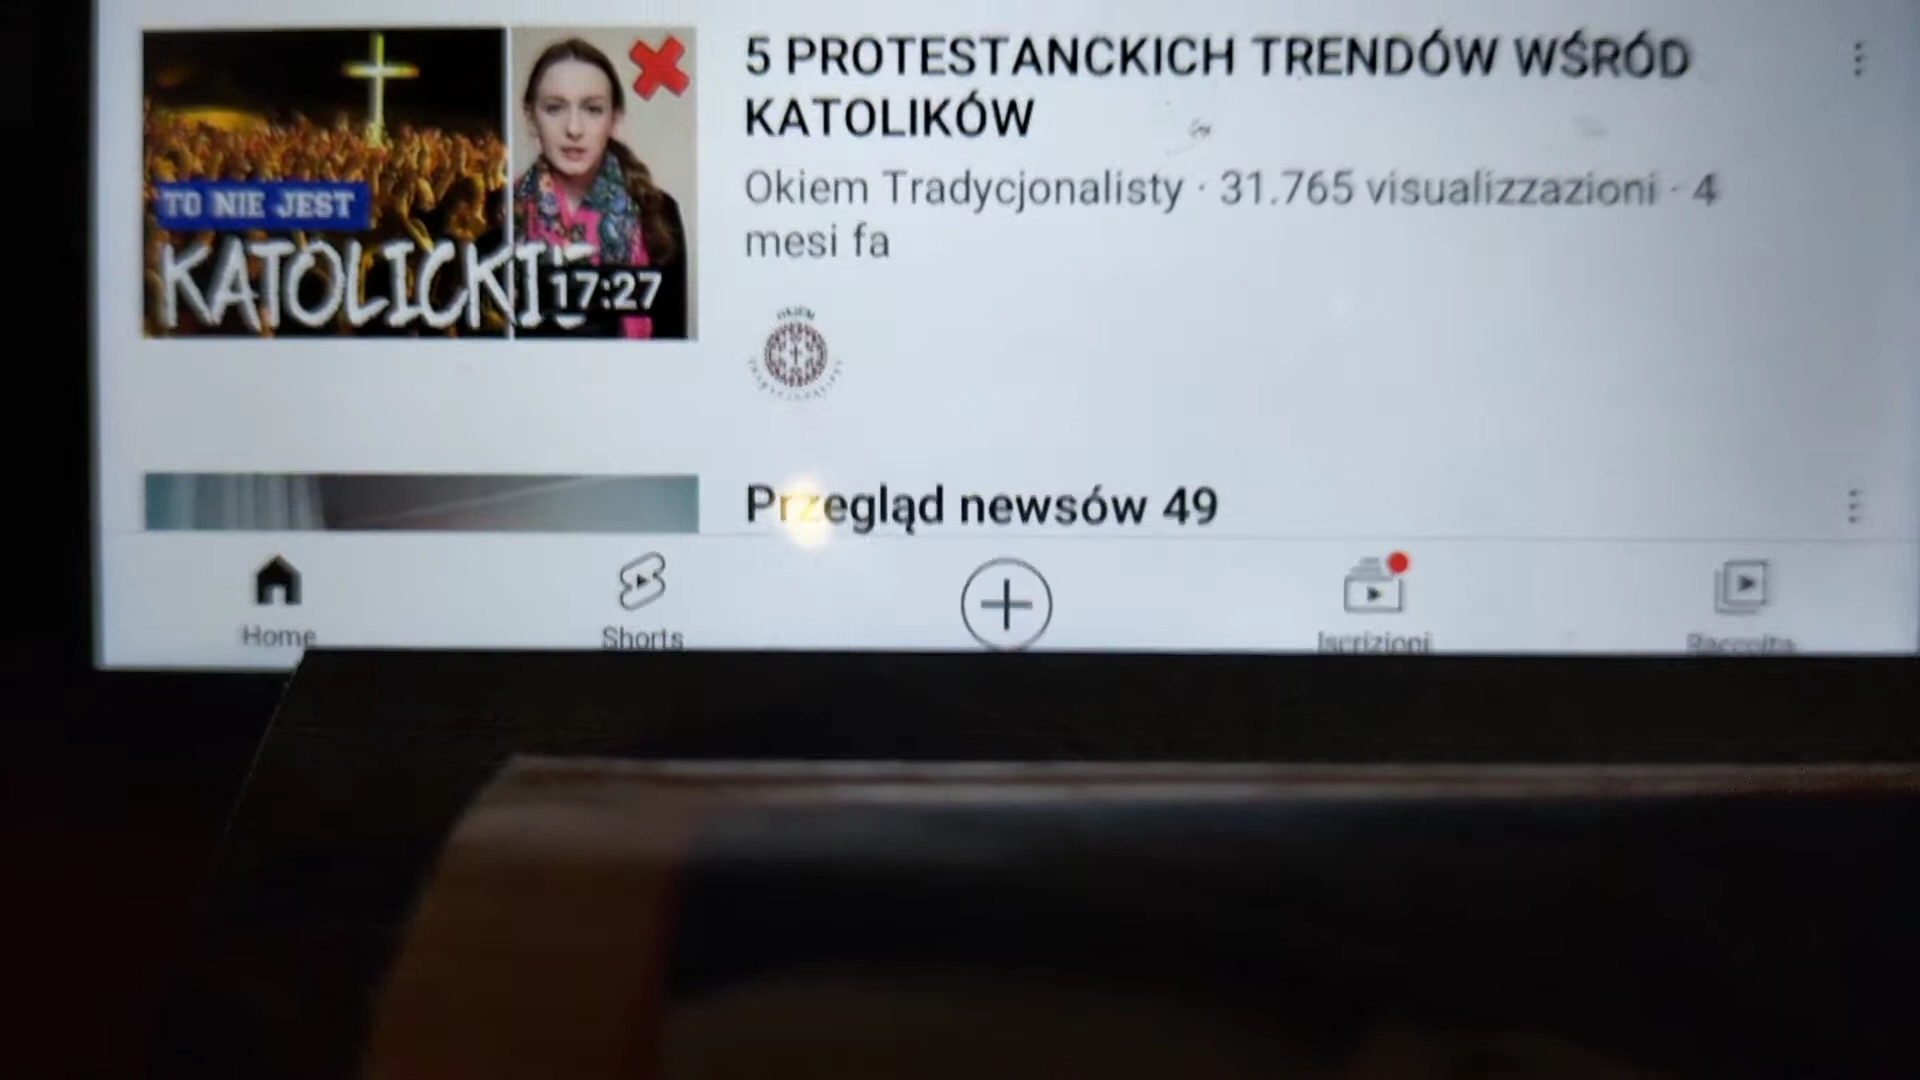 5 PROTESTANCKICH TRENDÓW WŚRÓD
KATOLIKÓW
Okiem Tradycjonalisty · 31.765 visualizzazioni · 4
mesi fa
TO NIE JEST
KATOLICKIE
17:27
OKIEM
Przegląd newsów 49
Home
Shorts
Iscrizioni
Raccolta